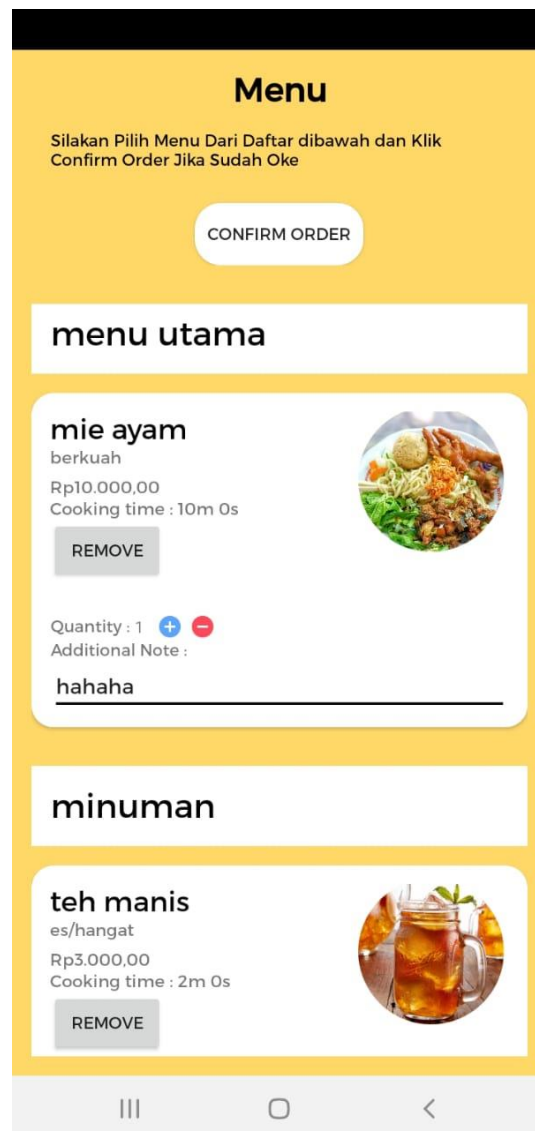 Menu
Silakan Pilih Menu Dari Daftar dibawah dan Klik
Confirm Order Jika Sudah Oke
CONFIRM ORDER
menu utama
mie ayam
berkuah
Rp10.000,00
Cooking time : 10m 0s
REMOVE
Quantity : 1
Additional Note :
hahaha
minuman
teh manis
es/hangat
Rp3.000,00
Cooking time : 2m 0s
REMOVE